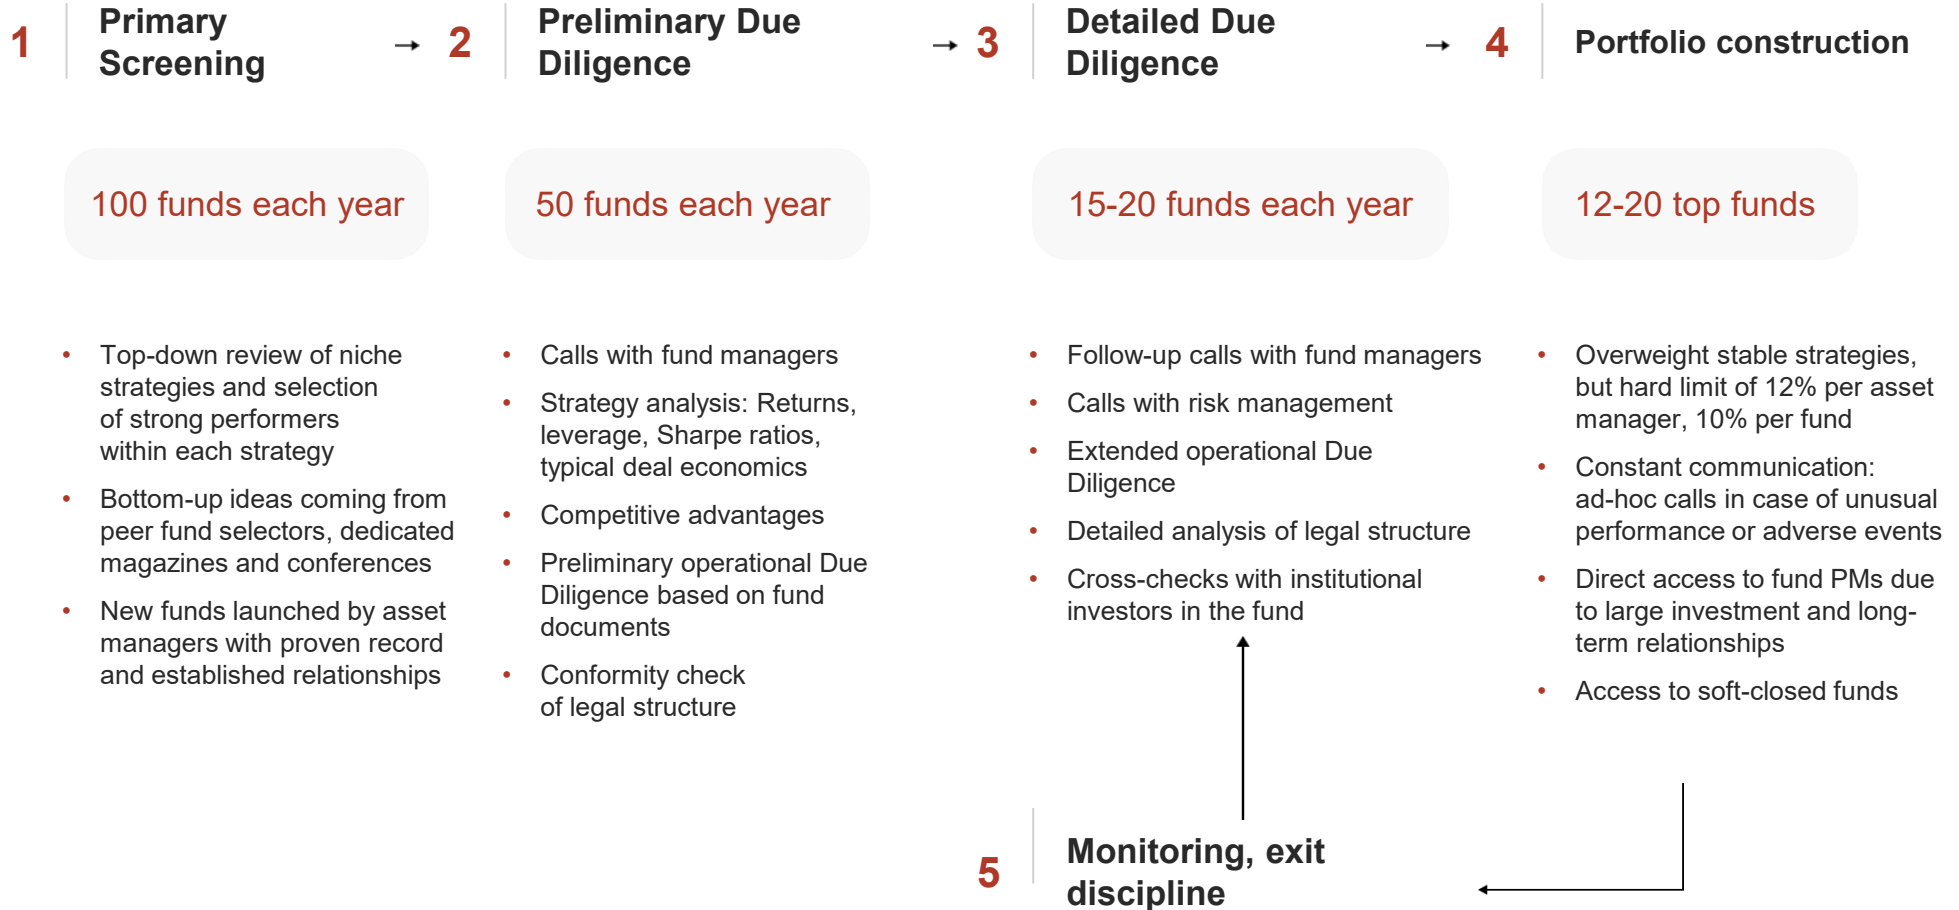 1
Primary
Screening
2
Preliminary Due
Diligence
3
Detailed Due
Diligence
4
Portfolio construction
100 funds each year
50 funds each year
15-20 funds each year
12-20 top funds
• Top-down review of niche
strategies and selection
of strong performers
within each strategy
• Bottom-up ideas coming from
peer fund selectors, dedicated
magazines and conferences
• New funds launched by asset
managers with proven record
and established relationships
• Calls with fund managers
• Strategy analysis: Returns,
leverage, Sharpe ratios,
typical deal economics
• Competitive advantages
• Preliminary operational Due
Diligence based on fund
documents
• Conformity check
of legal structure
• Follow-up calls with fund managers
• Calls with risk management
• Extended operational Due
Diligence
• Detailed analysis of legal structure
• Cross-checks with institutional
investors in the fund
• Overweight stable strategies,
but hard limit of 12% per asset
manager, 10% per fund
• Constant communication:
ad-hoc calls in case of unusual
performance or adverse events
• Direct access to fund PMs due
to large investment and long-
term relationships
• Access to soft-closed funds
5
Monitoring, exit
discipline